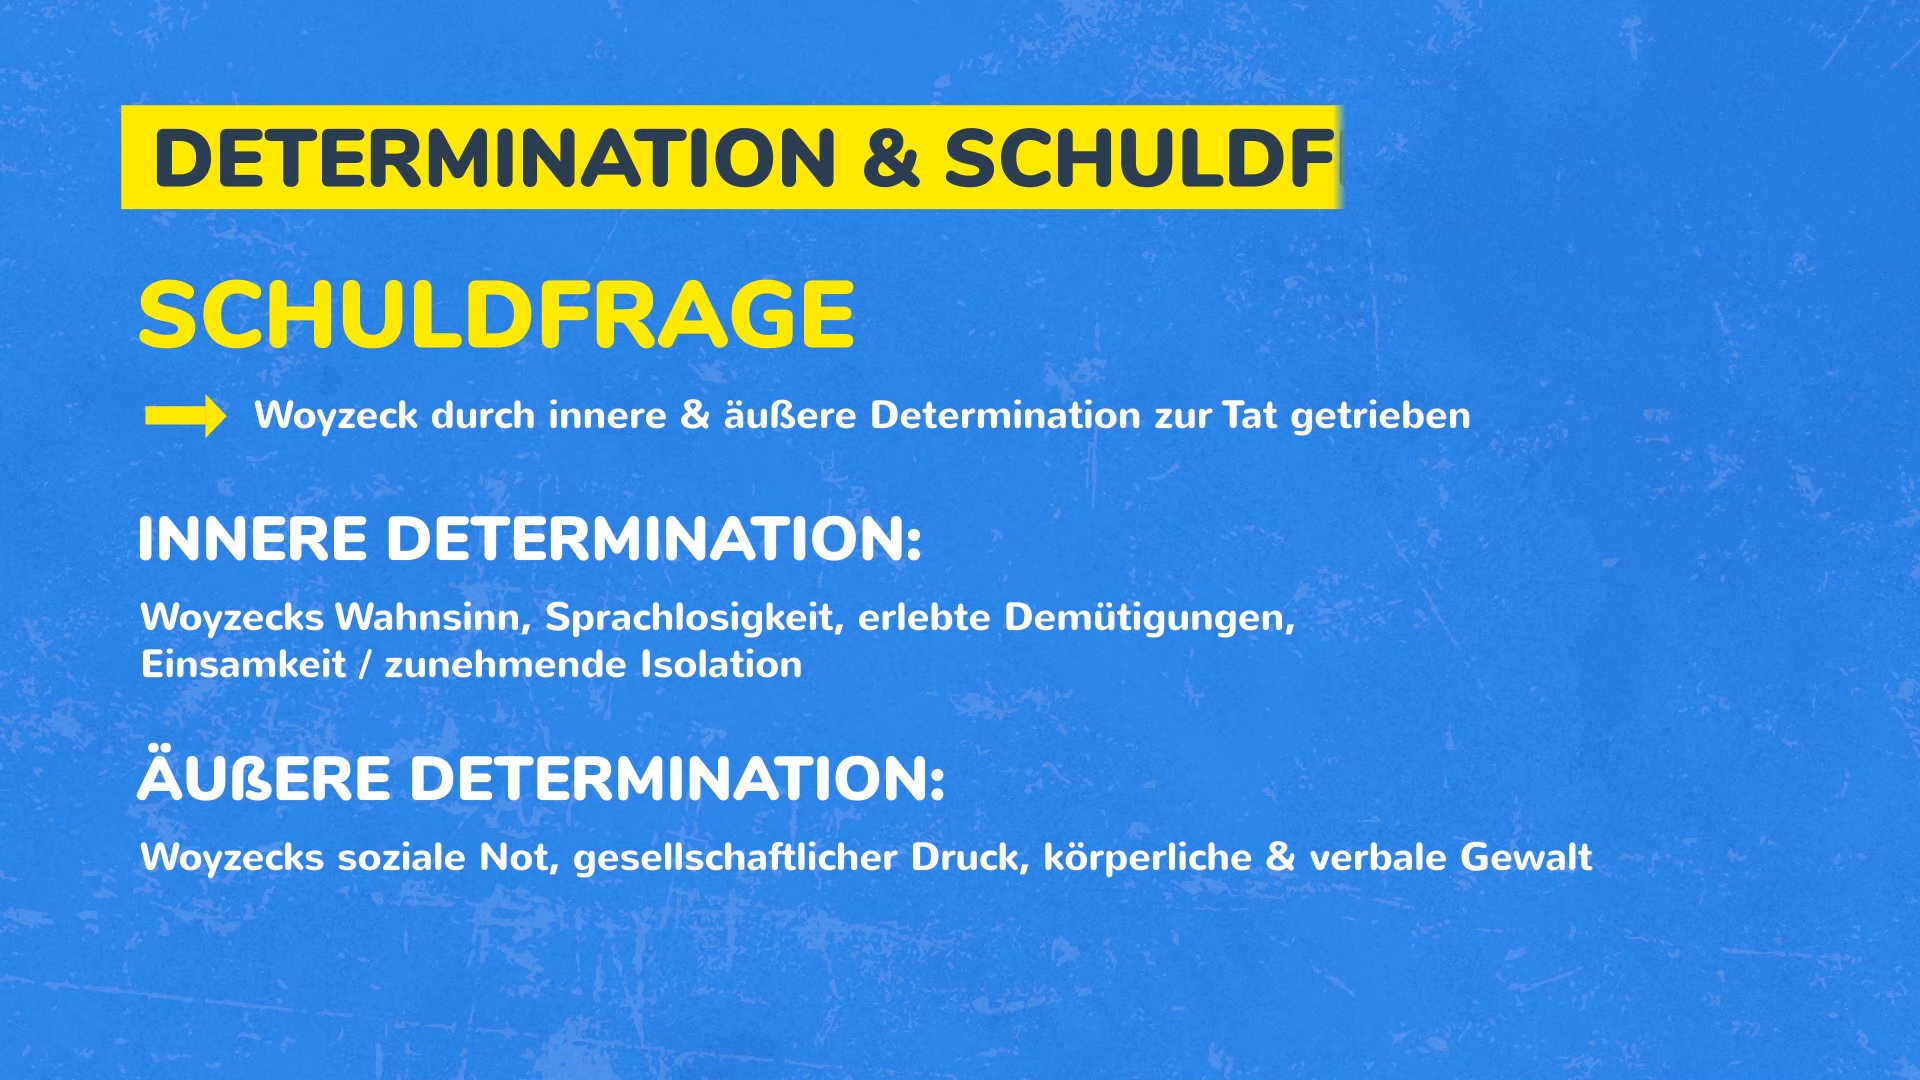 DETERMINATION & SCHULDF
SCHULDFRAGE
Woyzeck durch innere & äußere Determination zur Tat getrieben
INNERE DETERMINATION:
Woyzecks Wahnsinn, Sprachlosigkeit, erlebte Demütigungen,
Einsamkeit / zunehmende Isolation
ÄUßERE DETERMINATION:
Woyzecks soziale Not, gesellschaftlicher Druck, körperliche & verbale Gewalt